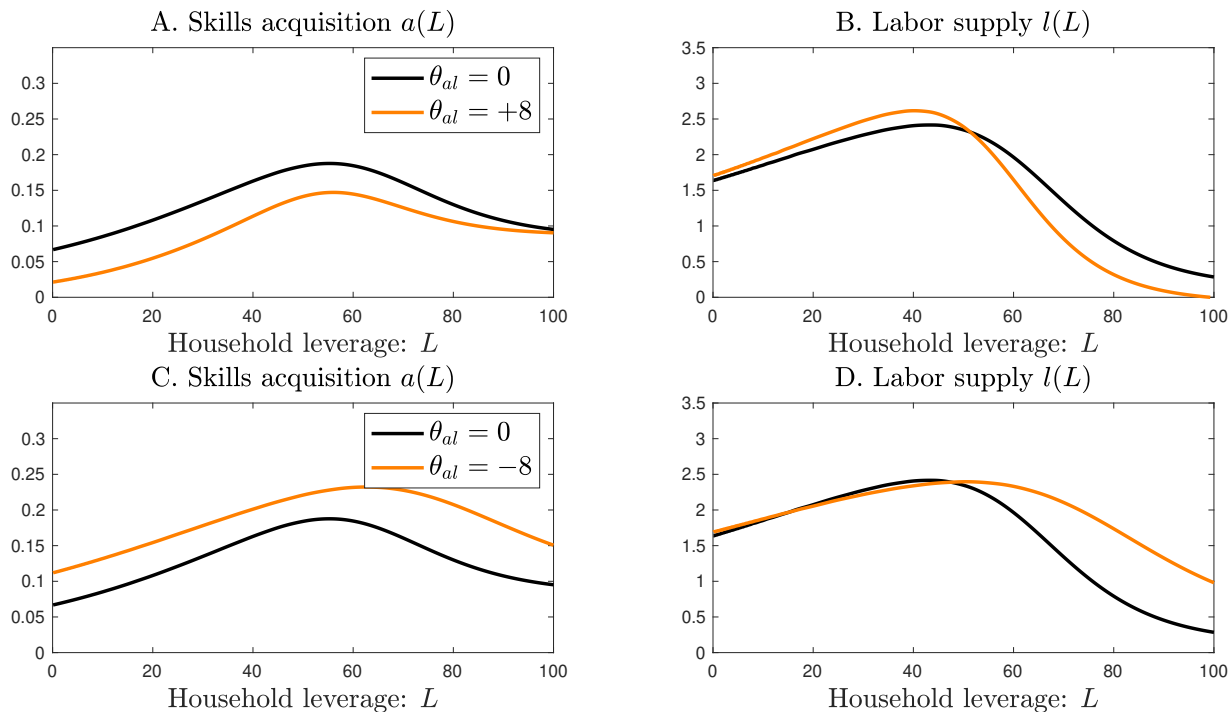 A. Skills acquisition a(L)
0.3
0.25
0.2
0.15
0.1
0.05
0
0 20 40 60 80 100
θ_al = 0
θ_al = +8
Household leverage: L
B. Labor supply l(L)
3.5
3
2.5
2
1.5
1
0.5
0
0 20 40 60 80 100
Household leverage: L
C. Skills acquisition a(L)
0.3
0.25
0.2
0.15
0.1
0.05
0
0 20 40 60 80 100
θ_al = 0
θ_al = −8
Household leverage: L
D. Labor supply l(L)
3.5
3
2.5
2
1.5
1
0.5
0
0 20 40 60 80 100
Household leverage: L